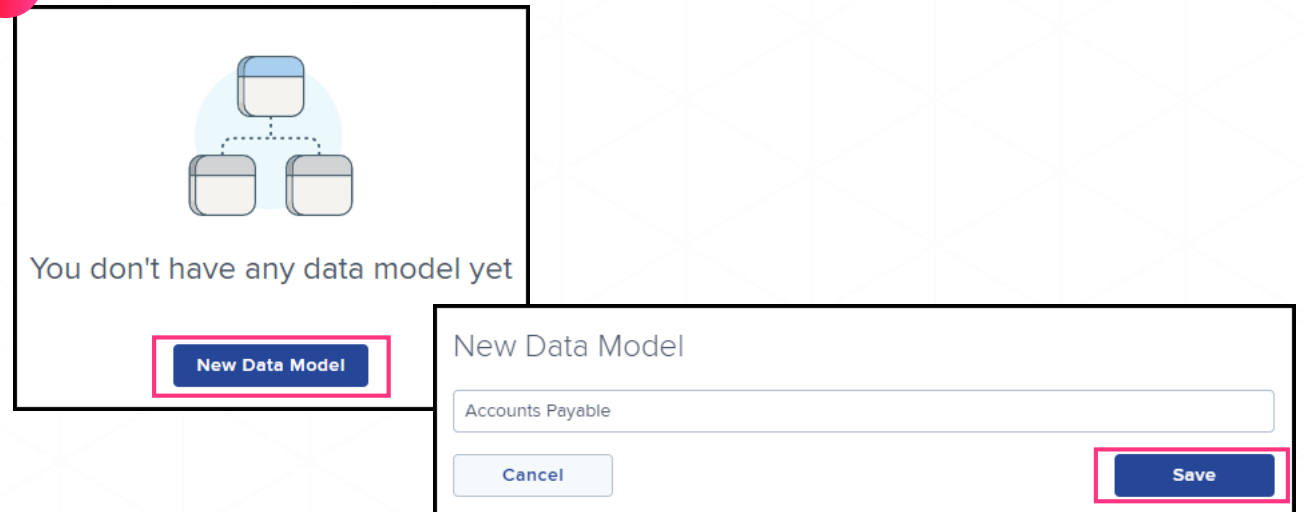 You don't have any data model yet
New Data Model
New Data Model
Accounts Payable
Cancel
Save